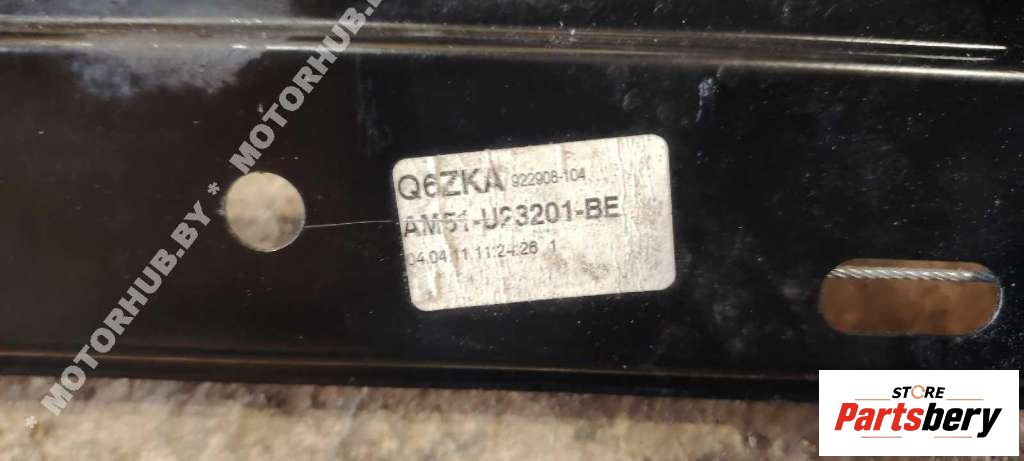 * MOTORHUB.BY * MOTORHUB.BY
Q6ZKA 922908-104
AM51-U23201-BE
04.04.11 11:24:26 1
STORE
Partsbery